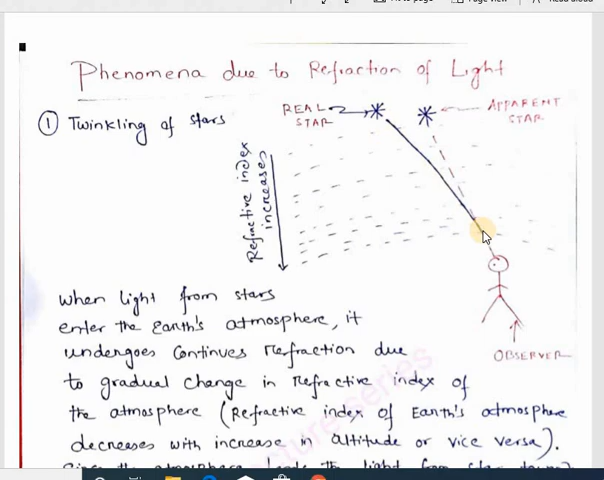 Phenomena due to Refraction of Light
① Twinkling of stars
REAL STAR
APPARENT STAR
Refractive index increases
OBSERVER
When light from stars
enter the Earth's atmosphere, it
undergoes Continues Refraction due
to gradual change in Refractive index of
the atmosphere (Refractive index of Earth's atmosphere
decreases with increase in altitude or vice versa).